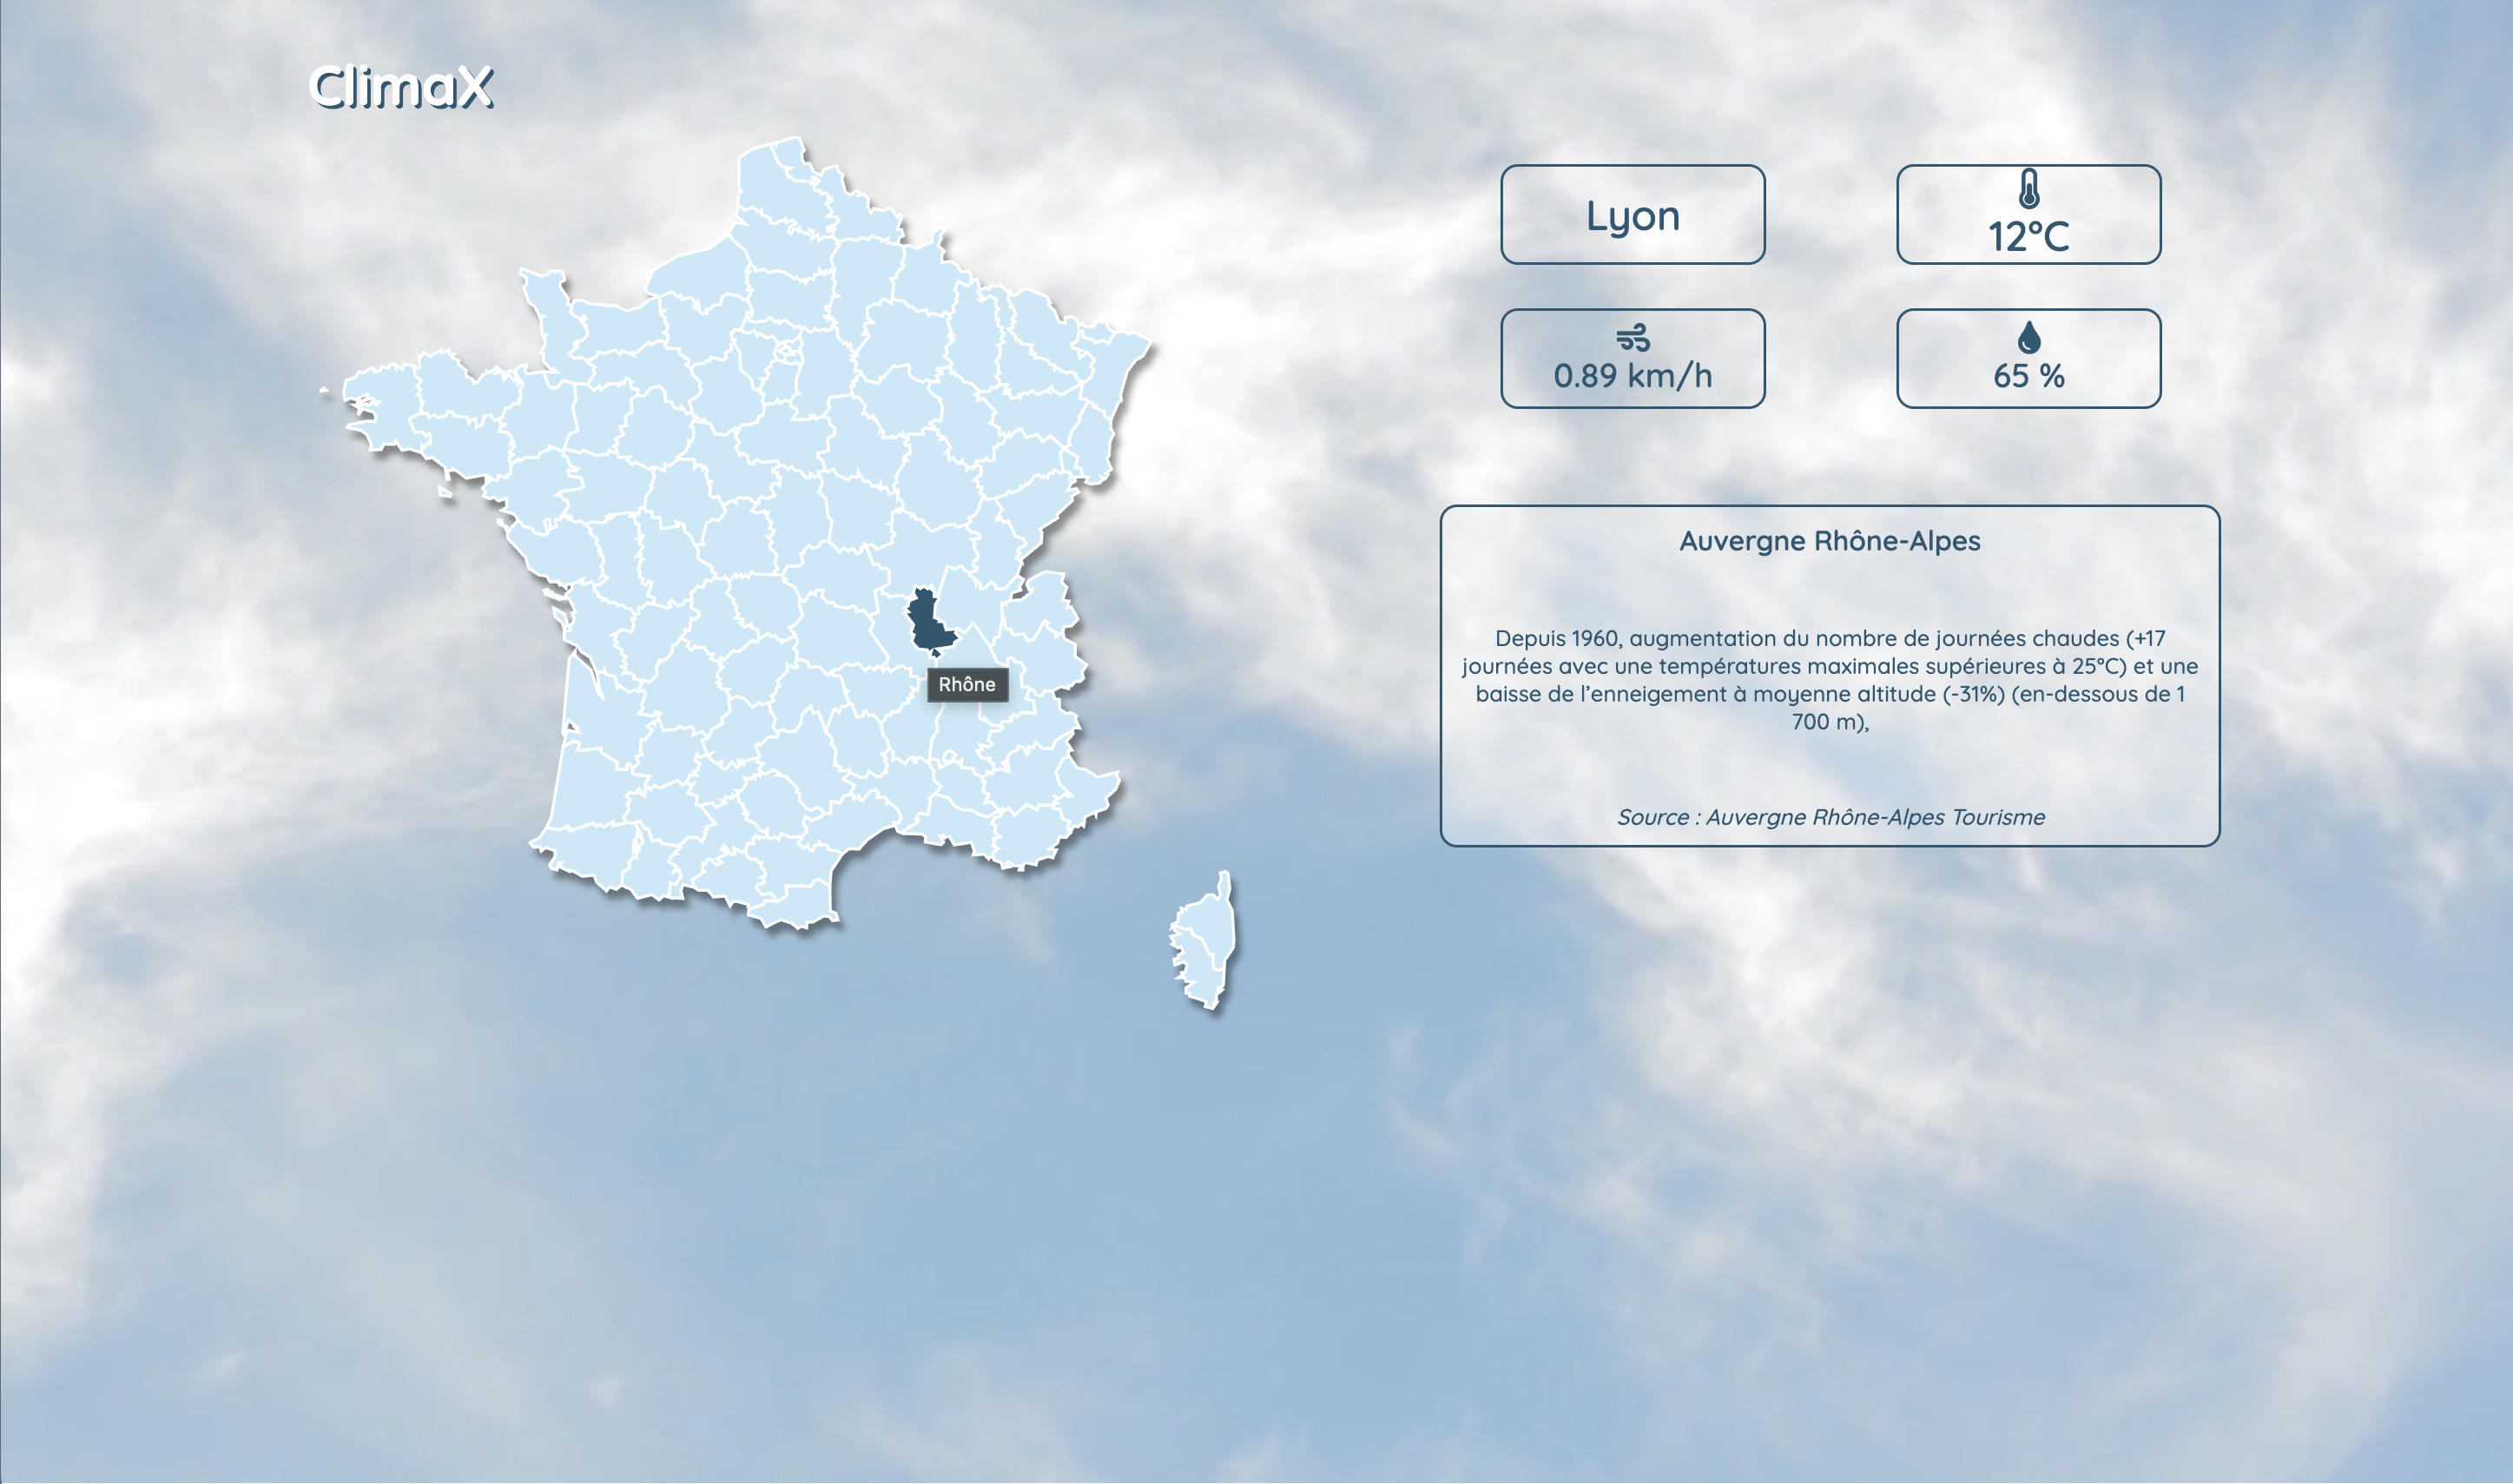 ClimaX
Lyon
12°C
0.89 km/h
65 %
Auvergne Rhône-Alpes
Depuis 1960, augmentation du nombre de journées chaudes (+17
journées avec une températures maximales supérieures à 25°C) et une
baisse de l’enneigement à moyenne altitude (-31%) (en-dessous de 1
700 m),
Source : Auvergne Rhône-Alpes Tourisme
Rhône